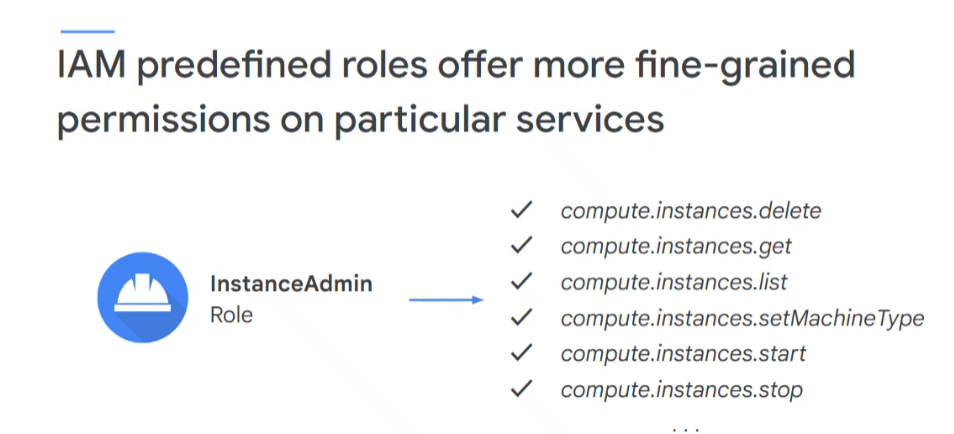 IAM predefined roles offer more fine-grained
permissions on particular services
InstanceAdmin
Role
✓ compute.instances.delete
✓ compute.instances.get
✓ compute.instances.list
✓ compute.instances.setMachineType
✓ compute.instances.start
✓ compute.instances.stop
. . .